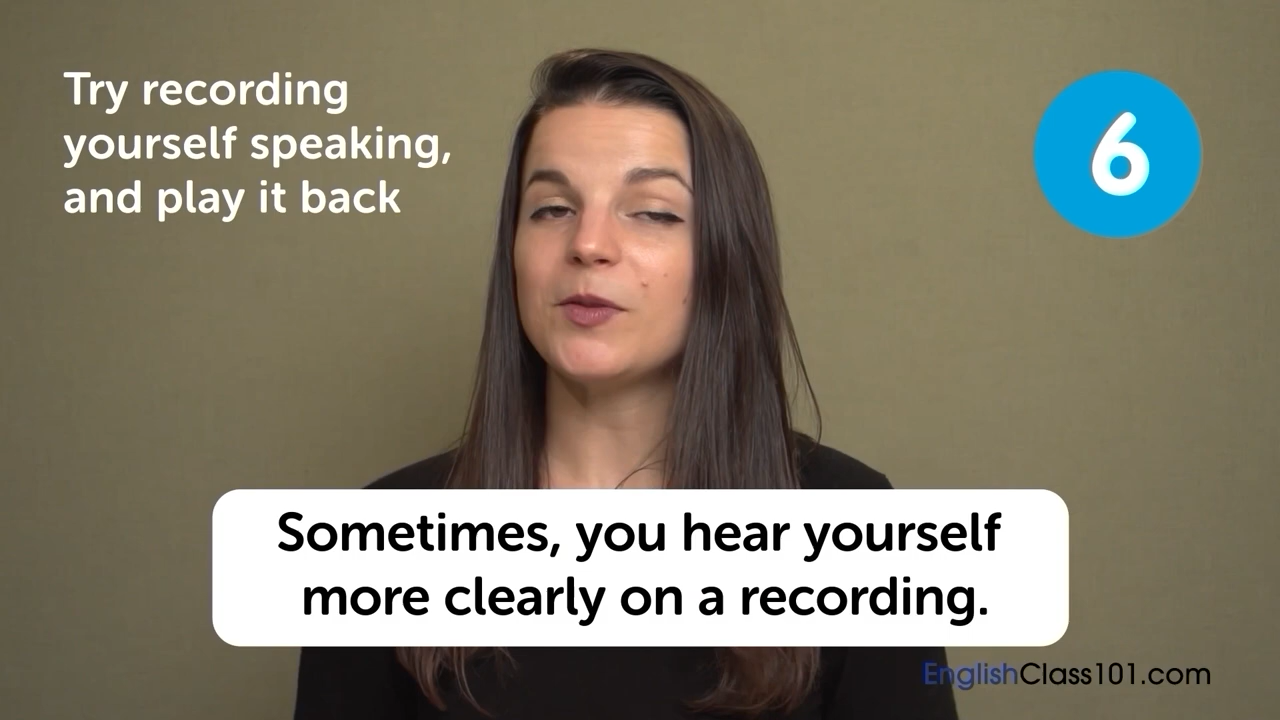 Try recording
yourself speaking,
and play it back
6
Sometimes, you hear yourself
more clearly on a recording.
EnglishClass101.com